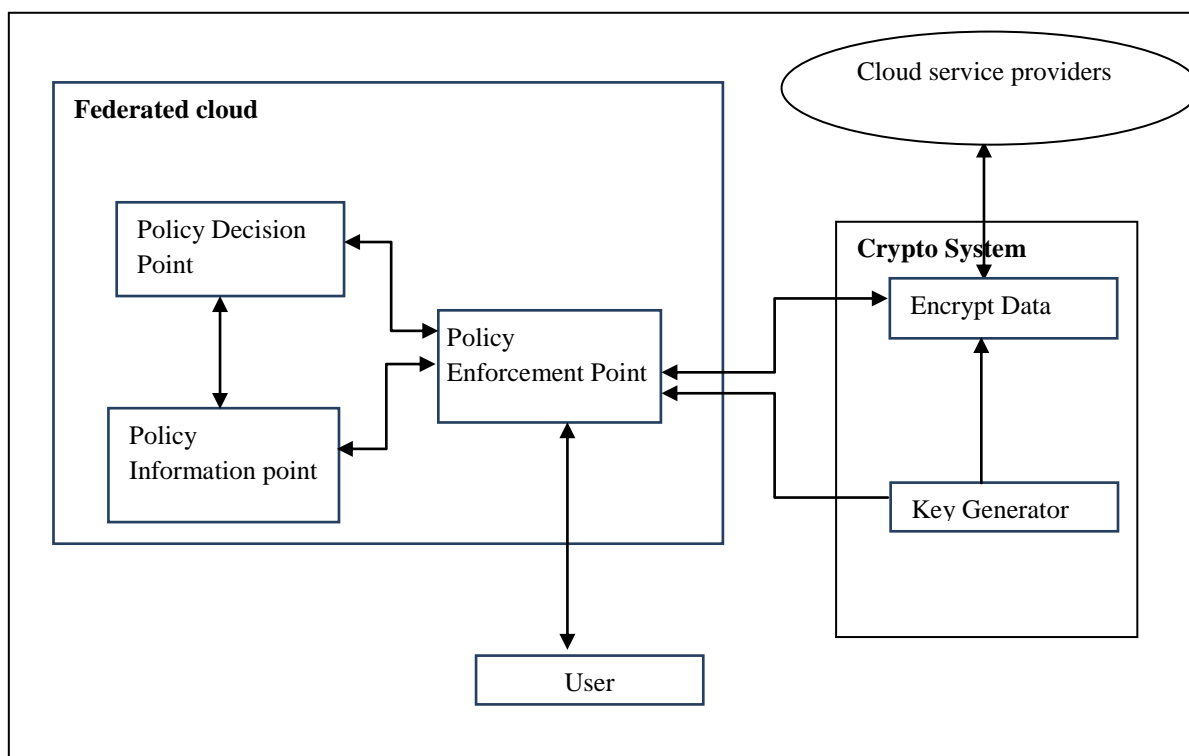 Cloud service providers
Federated cloud
Policy Decision
Point
Crypto System
Encrypt Data
Policy
Enforcement Point
Policy
Information point
Key Generator
User